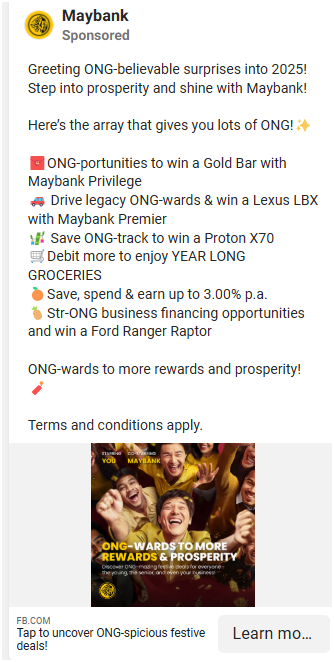 Maybank
Sponsored
Greeting ONG-believable surprises into 2025!
Step into prosperity and shine with Maybank!
Here's the array that gives you lots of ONG!✨
🧧ONG-portunities to win a Gold Bar with
Maybank Privilege
🚗 Drive legacy ONG-wards & win a Lexus LBX
with Maybank Premier
💸 Save ONG-track to win a Proton X70
🛒Debit more to enjoy YEAR LONG
GROCERIES
🍊Save, spend & earn up to 3.00% p.a.
🍍Str-ONG business financing opportunities
and win a Ford Ranger Raptor
ONG-wards to more rewards and prosperity!
🧨
Terms and conditions apply.
STARRING CO-STARRING
YOU MAYBANK
ONG-WARDS TO MORE
REWARDS & PROSPERITY
Discover ONG-mazing festive deals for everyone–
the young, the senior, and even your business!
FB.COM
Tap to uncover ONG-spicious festive
deals!
Learn mo...